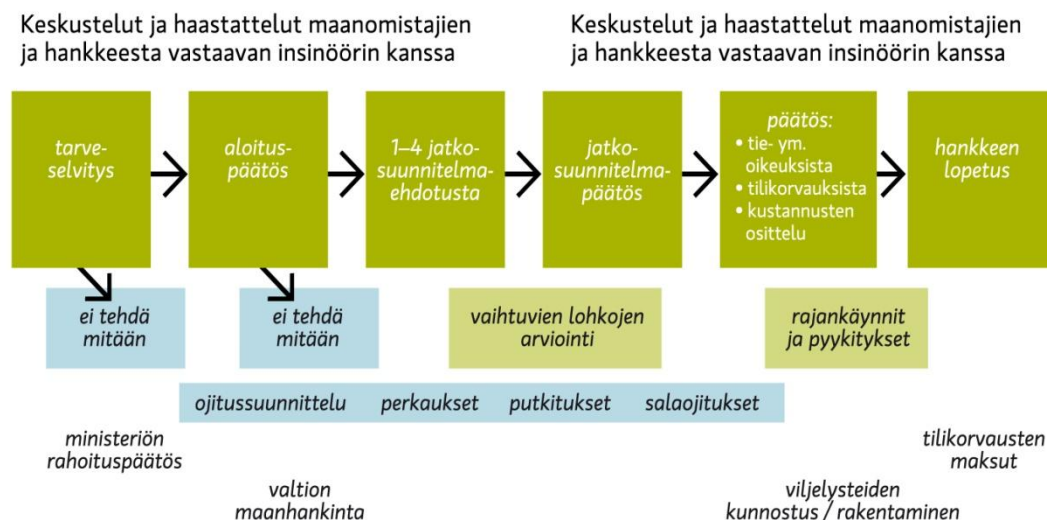 Keskustelut ja haastattelut maanomistajien
ja hankkeesta vastaavan insinöörin kanssa
Keskustelut ja haastattelut maanomistajien
ja hankkeesta vastaavan insinöörin kanssa
tarve-
selvitys
aloitus-
päätös
1–4 jatko-
suunnitelma-
ehdotusta
jatko-
suunnitelma-
päätös
päätös:
• tie- ym.
oikeuksista
• tilikorvauksista
• kustannusten
osittelu
hankkeen
lopetus
ei tehdä
mitään
ei tehdä
mitään
vaihtuvien lohkojen
arviointi
rajankäynnit
ja pyykitykset
ojitussuunnittelu perkaukset putkitukset salaojitukset
ministeriön
rahoituspäätös
tilikorvausten
maksut
valtion
maanhankinta
viljelysteiden
kunnostus / rakentaminen